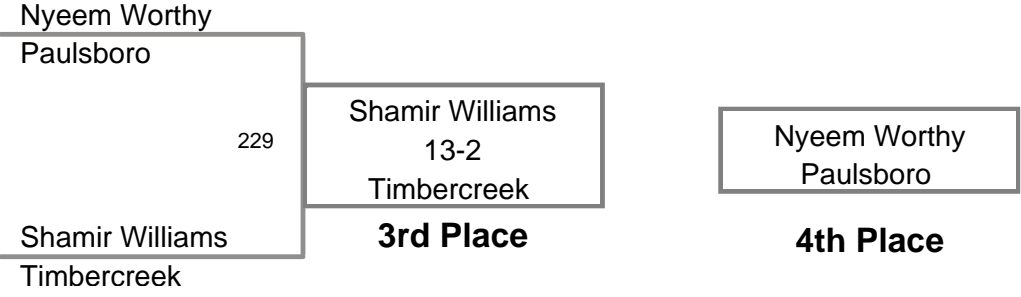 Nyeem Worthy
Paulsboro
229
Shamir Williams
Timbercreek
Shamir Williams
13-2
Timbercreek
3rd Place
Nyeem Worthy
Paulsboro
4th Place